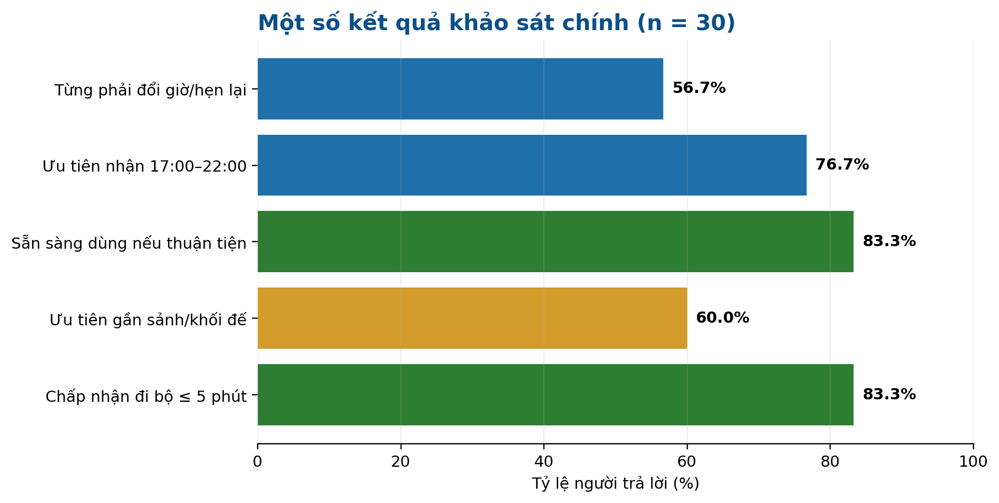 Một số kết quả khảo sát chính (n = 30)
Từng phải đổi giờ/hẹn lại
56.7%
Ưu tiên nhận 17:00–22:00
76.7%
Sẵn sàng dùng nếu thuận tiện
83.3%
Ưu tiên gần sảnh/khối đế
60.0%
Chấp nhận đi bộ ≤ 5 phút
83.3%
0 20 40 60 80 100
Tỷ lệ người trả lời (%)